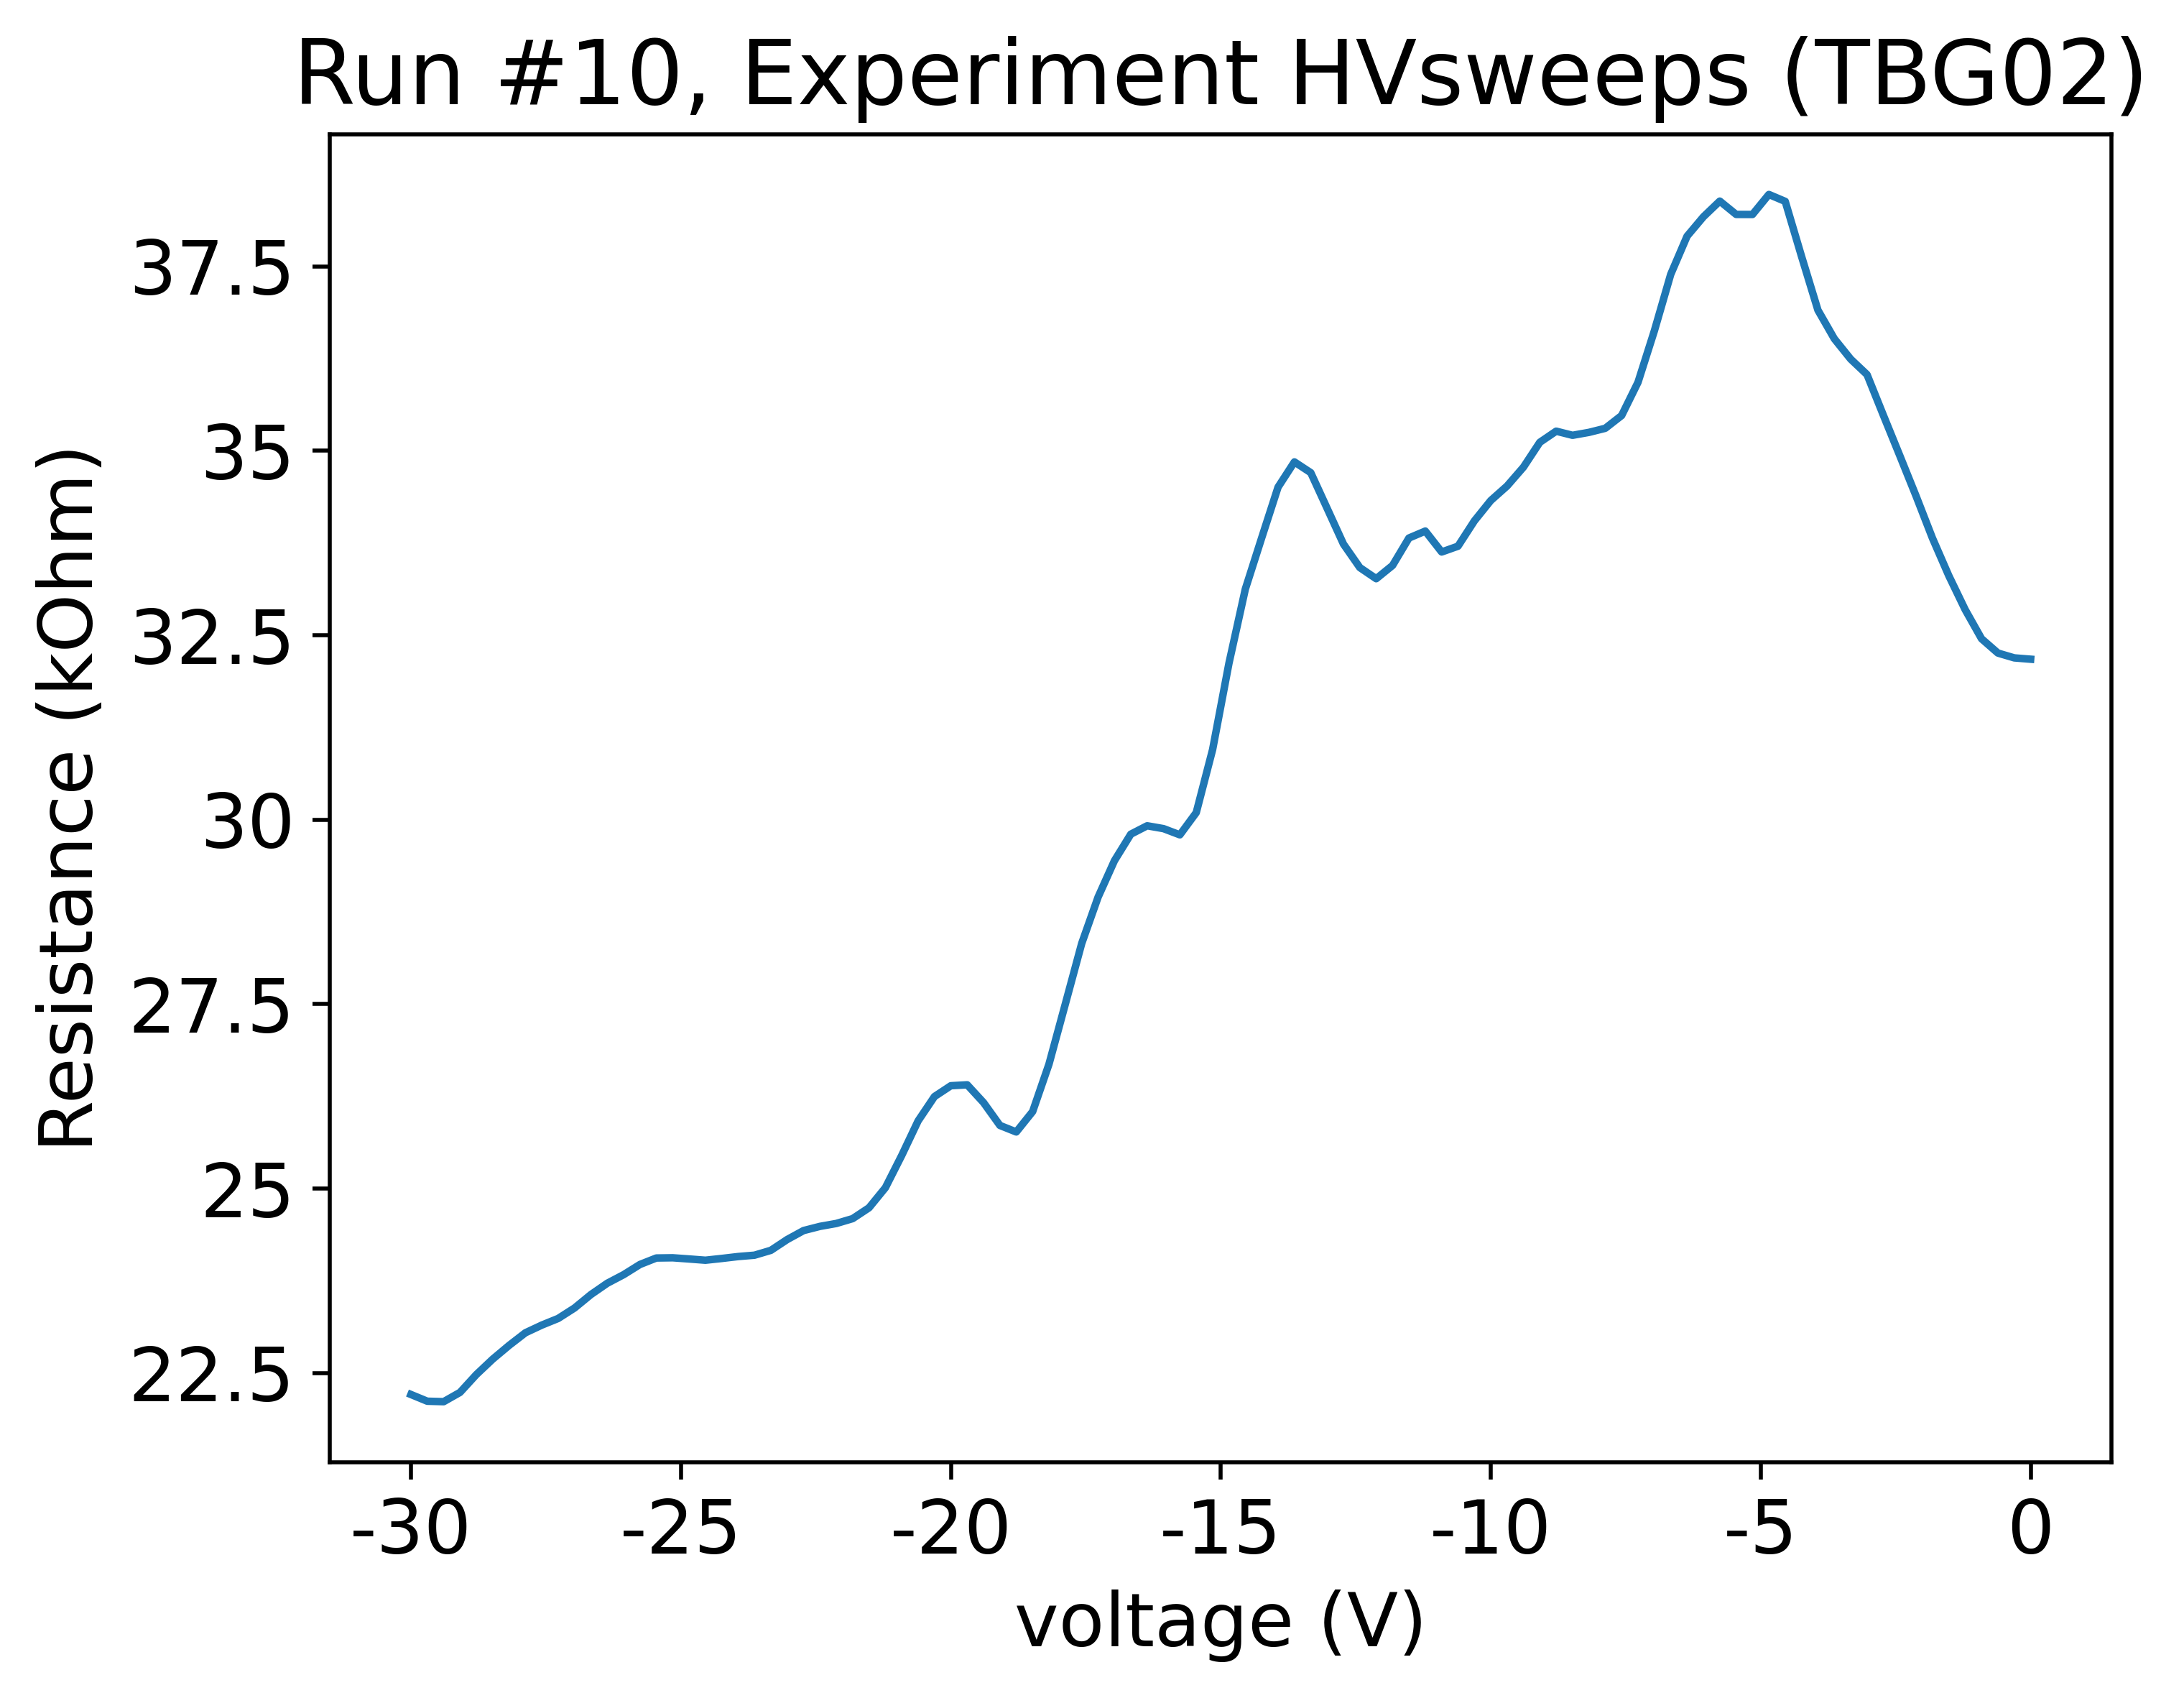 Run #10, Experiment HVsweeps (TBG02)
Resistance (kOhm)
37.5
35
32.5
30
27.5
25
22.5
-30 -25 -20 -15 -10 -5 0
voltage (V)